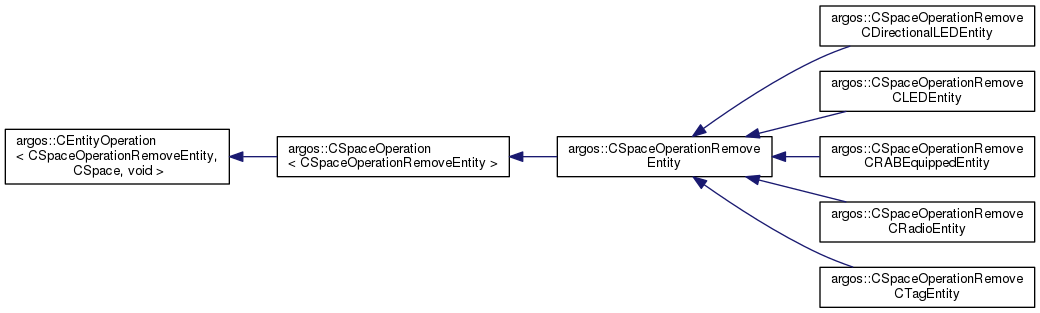 argos::CEntityOperation
< CSpaceOperationRemoveEntity,
CSpace, void >
argos::CSpaceOperation
< CSpaceOperationRemoveEntity >
argos::CSpaceOperationRemove
Entity
argos::CSpaceOperationRemove
CDirectionalLEDEntity
argos::CSpaceOperationRemove
CLEDEntity
argos::CSpaceOperationRemove
CRABEquippedEntity
argos::CSpaceOperationRemove
CRadioEntity
argos::CSpaceOperationRemove
CTagEntity